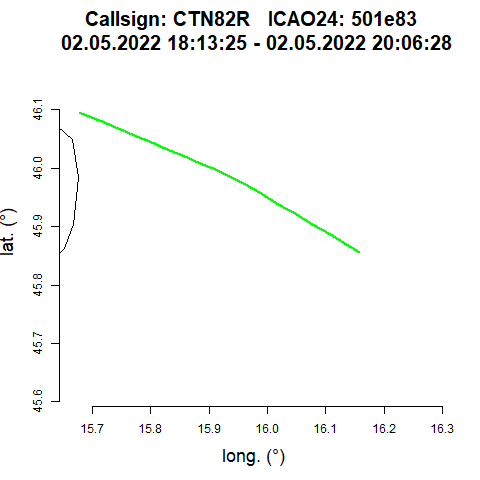 Callsign: CTN82R   ICAO24: 501e83
02.05.2022 18:13:25 - 02.05.2022 20:06:28
46.1
46.0
45.9
45.8
45.7
45.6
lat. (°)
15.7 15.8 15.9 16.0 16.1 16.2 16.3
long. (°)